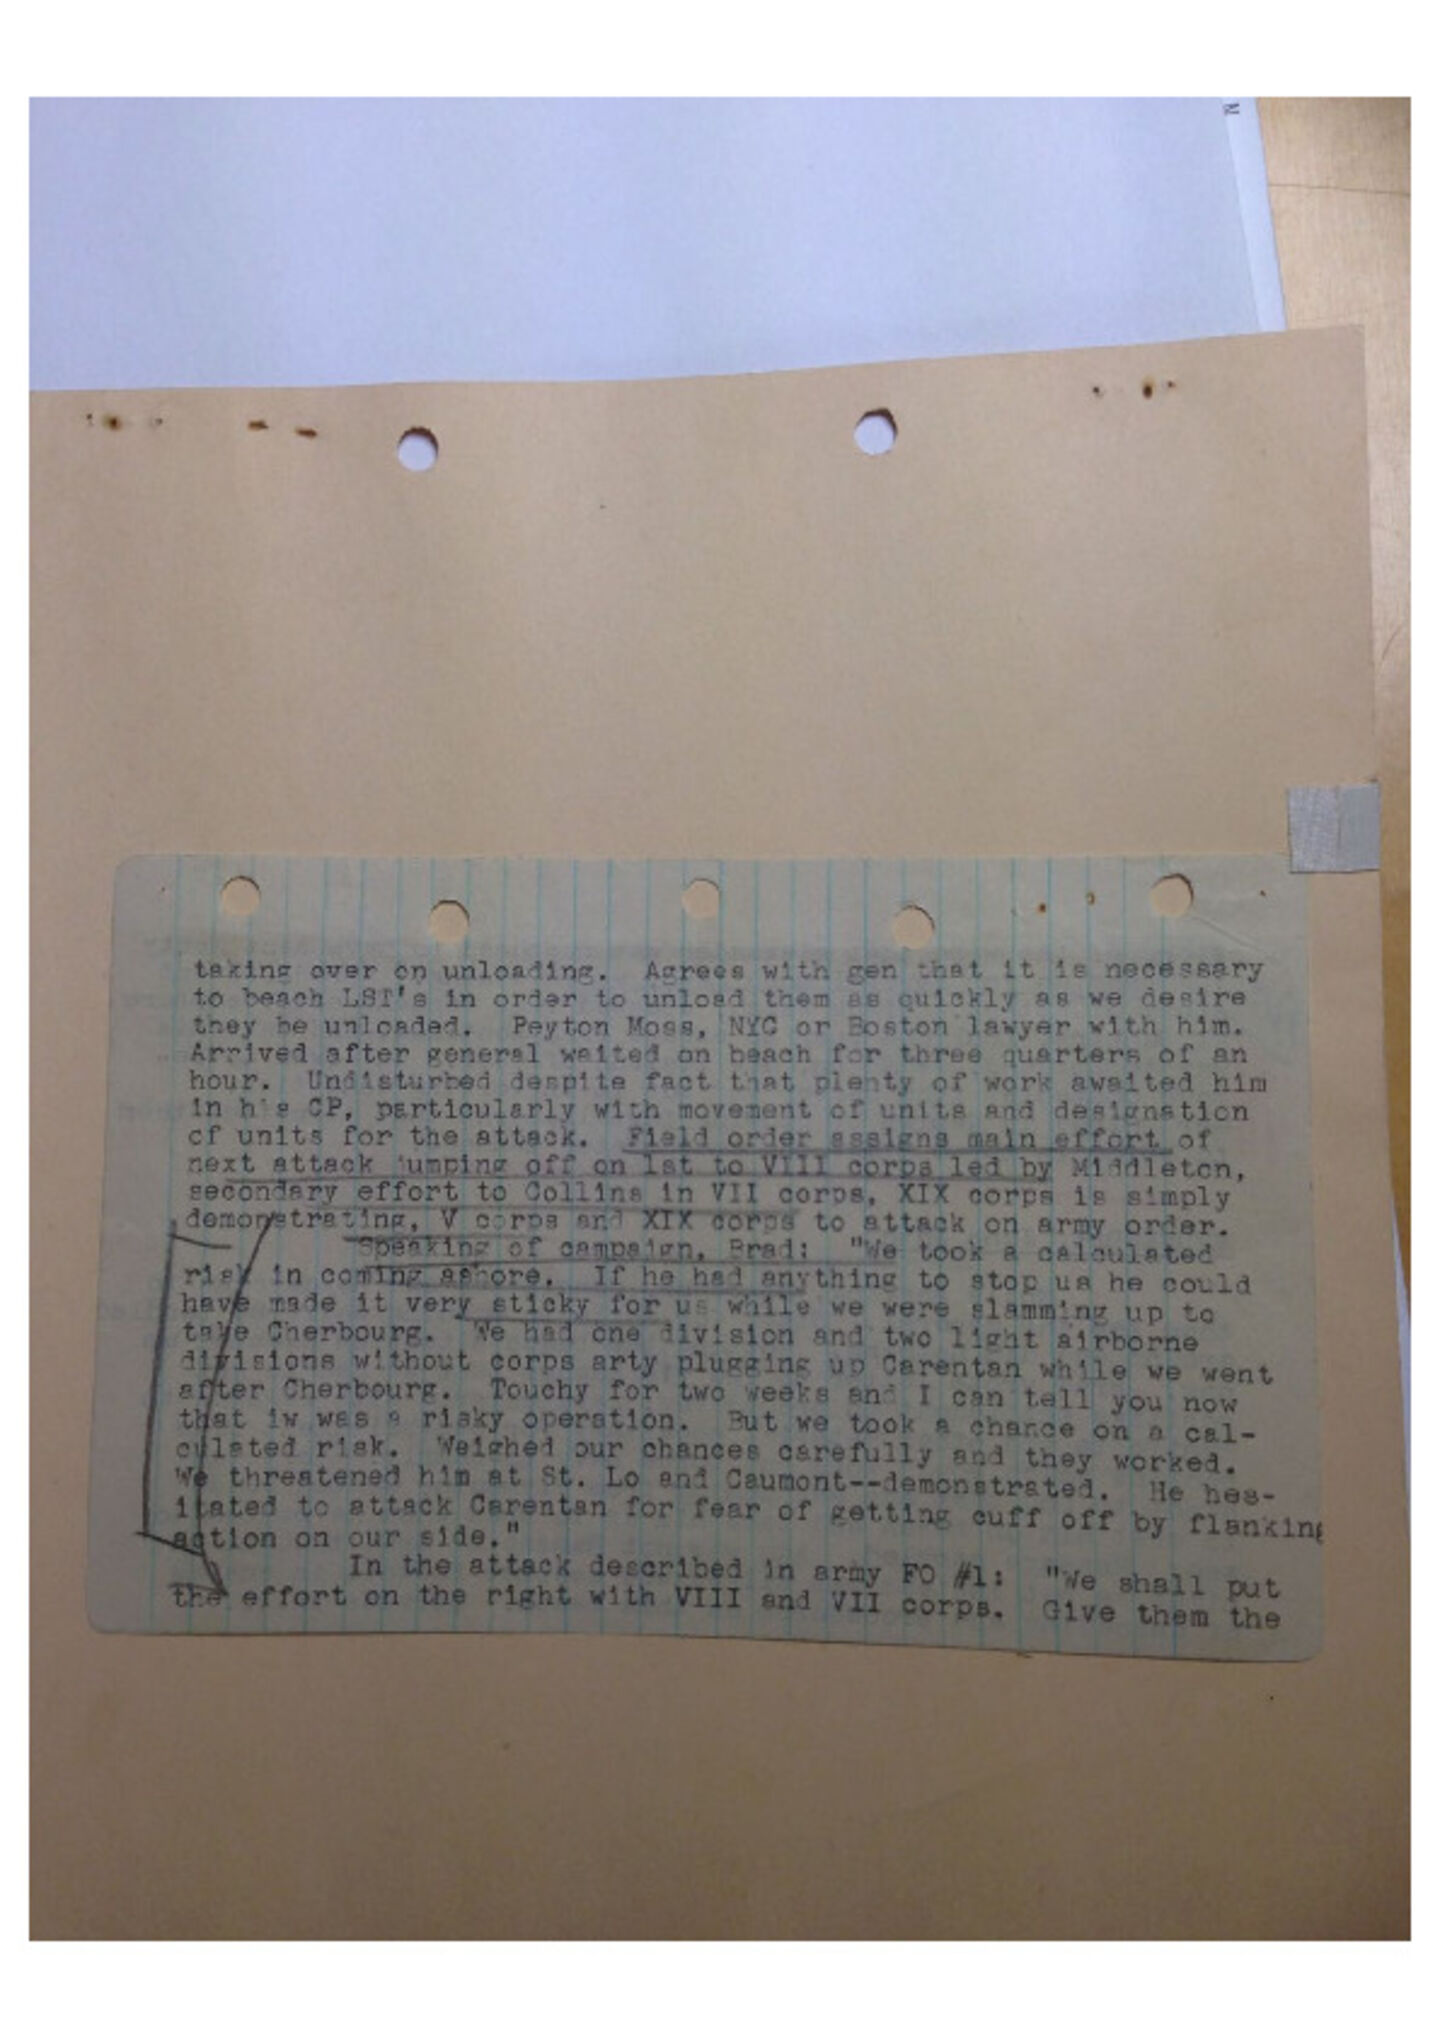 taking over on unloading. Agrees with gen that it is necessary
to beach LST's in order to unload them as quickly as we desire
they be unloaded. Peyton Moss, NYC or Boston lawyer with him.
Arrived after general waited on beach for three quarters of an
hour. Undisturbed despite fact that plenty of work awaited him
in his CP, particularly with movement of units and designation
of units for the attack. Field order assigns main effort of
next attack jumping off on 1st to VIII corps led by Middleton,
secondary effort to Collins in VII corps, XIX corps is simply
demonstrating, V corps and XIX corps to attack on army order.
Speaking of campaign, Brad: "We took a calculated
risk in coming ashore. If he had anything to stop us he could
have made it very sticky for us while we were slamming up to
take Cherbourg. We had one division and two light airborne
divisions without corps arty plugging up Carentan while we went
after Cherbourg. Touchy for two weeks and I can tell you now
that iw was a risky operation. But we took a chance on a cal-
culated risk. Weighed our chances carefully and they worked.
We threatened him at St. Lo and Caumont--demonstrated. He hes-
itated to attack Carentan for fear of getting cuff off by flanking
action on our side."
In the attack described in army FO #1: "We shall put
the effort on the right with VIII and VII corps. Give them the